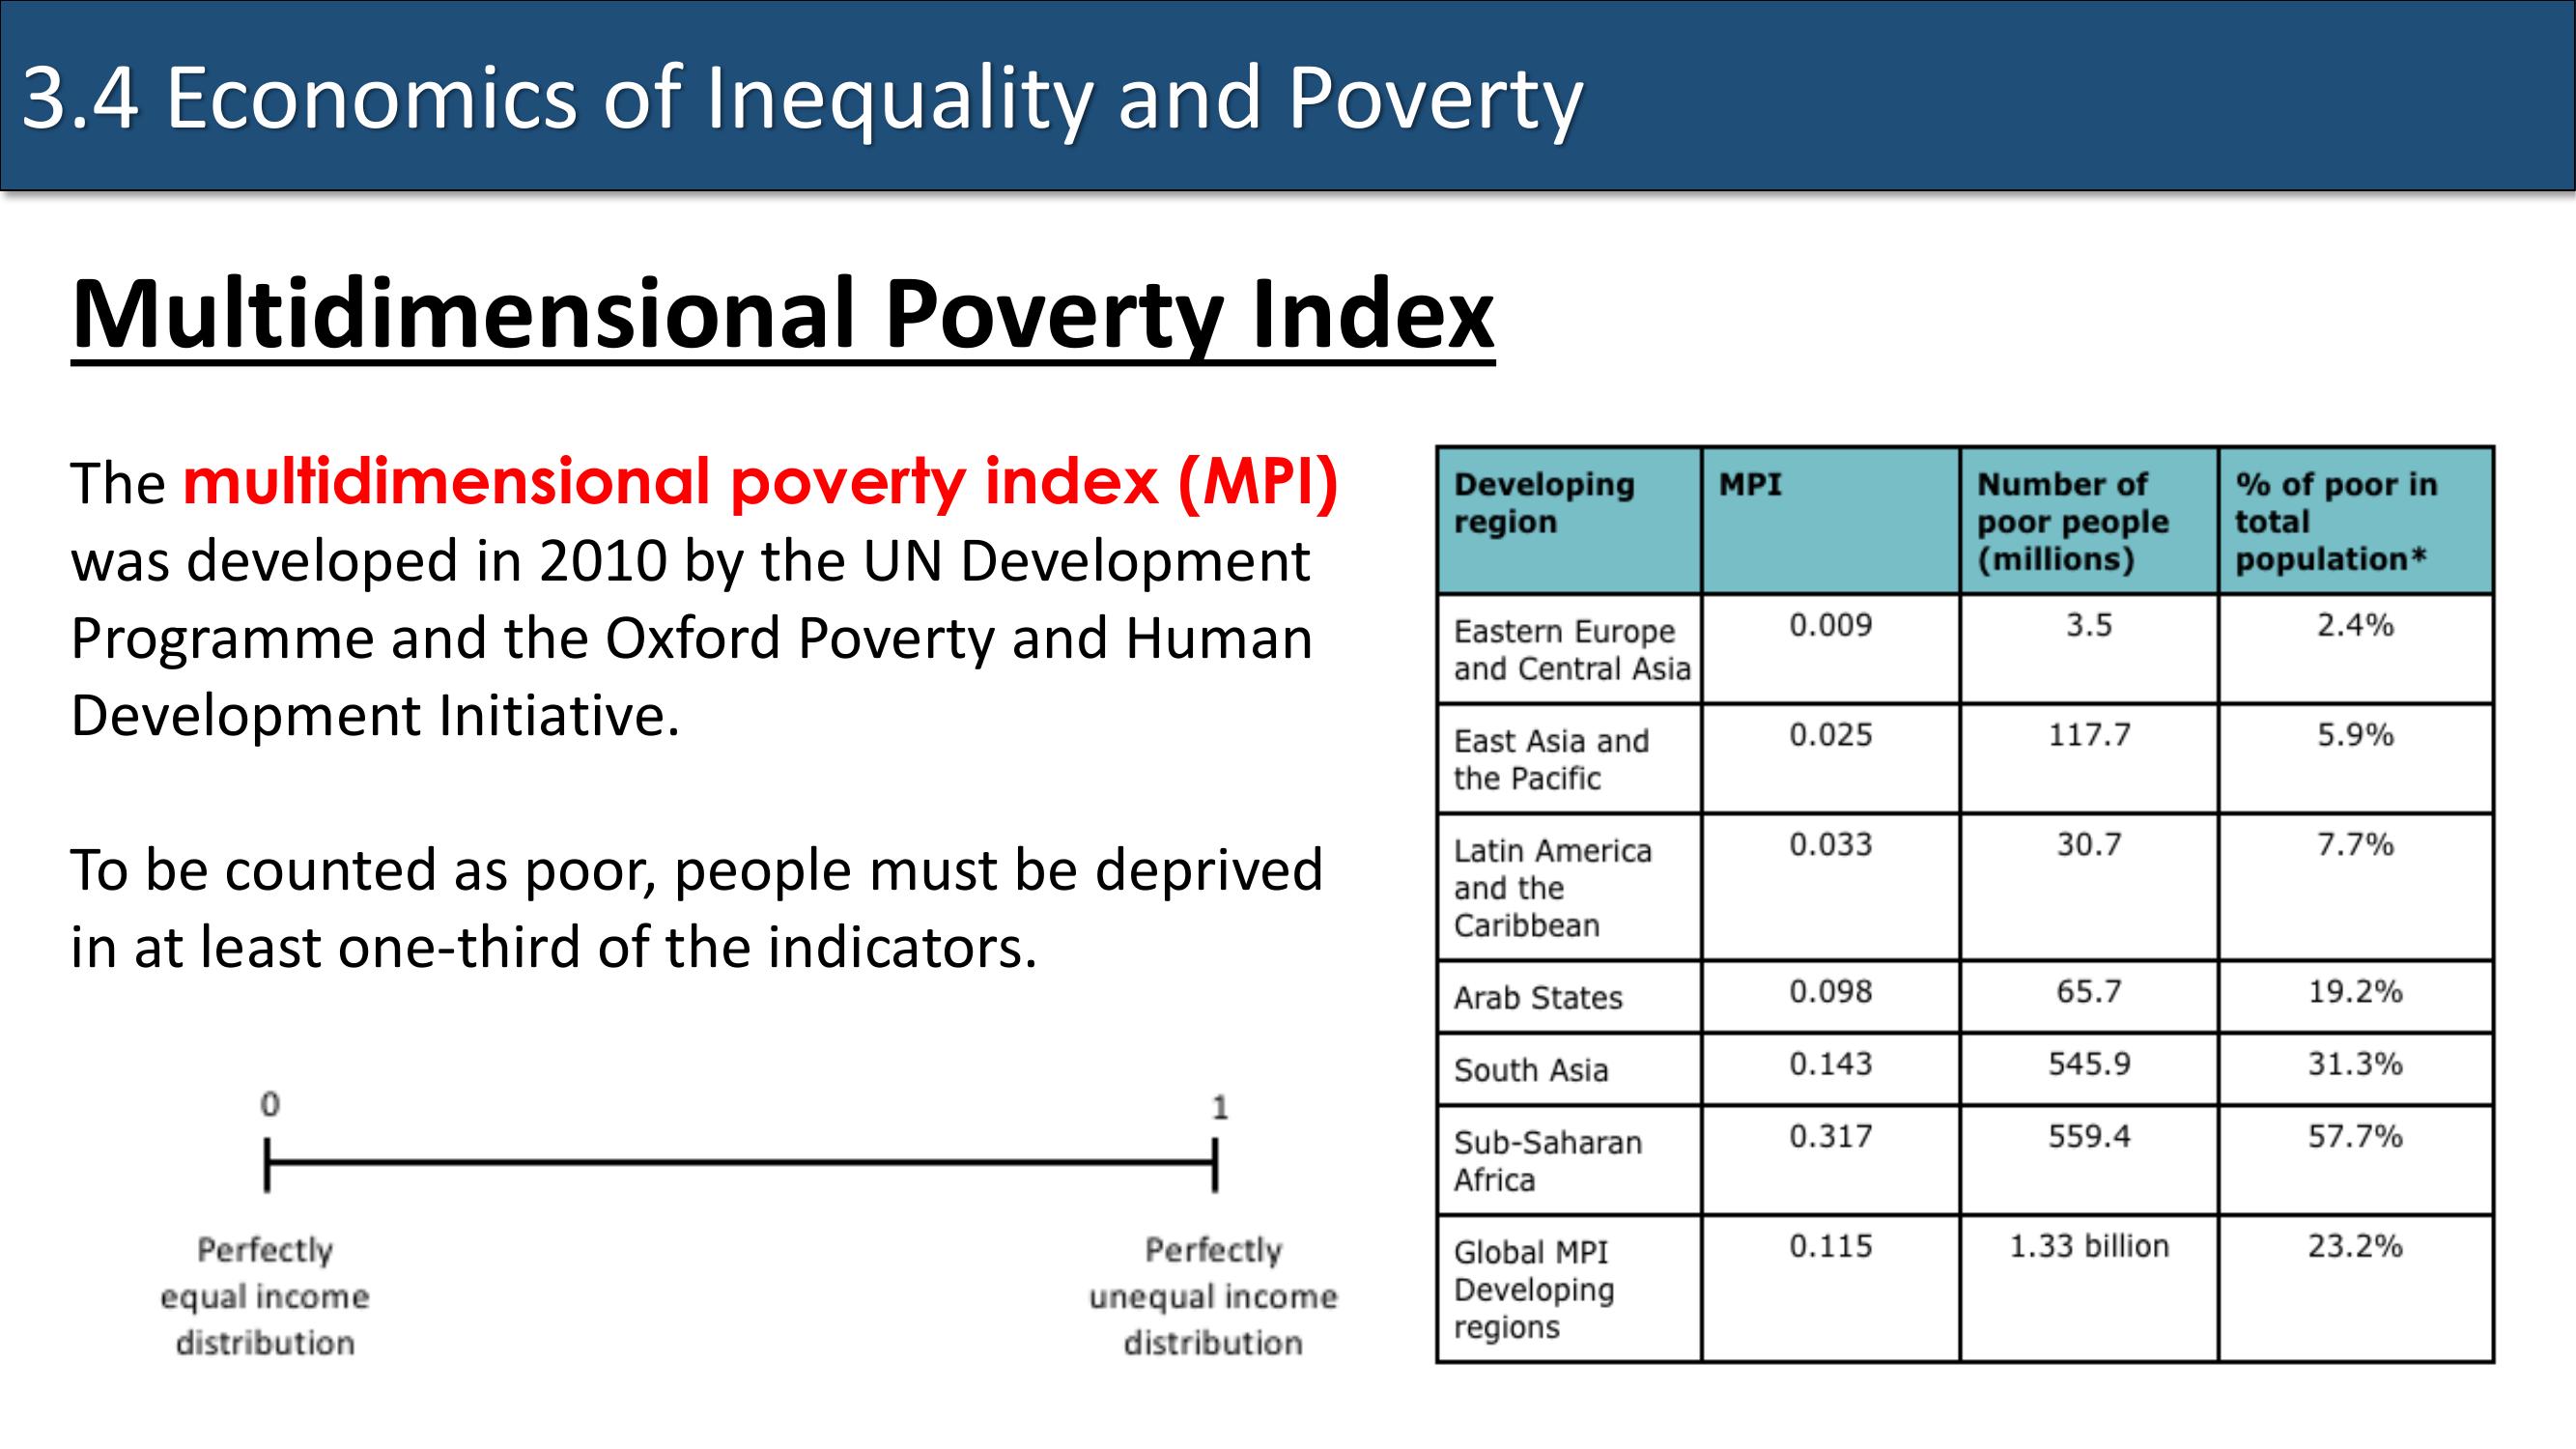 3.4 Economics of Inequality and Poverty
Multidimensional Poverty Index
The multidimensional poverty index (MPI)
was developed in 2010 by the UN Development
Programme and the Oxford Poverty and Human
Development Initiative.
To be counted as poor, people must be deprived
in at least one-third of the indicators.
0
1
Perfectly
equal income
distribution
Perfectly
unequal income
distribution
Developing
region
MPI
Number of
poor people
(millions)
% of poor in
total
population*
Eastern Europe
and Central Asia
0.009
3.5
2.4%
East Asia and
the Pacific
0.025
117.7
5.9%
Latin America
and the
Caribbean
0.033
30.7
7.7%
Arab States
0.098
65.7
19.2%
South Asia
0.143
545.9
31.3%
Sub-Saharan
Africa
0.317
559.4
57.7%
Global MPI
Developing
regions
0.115
1.33 billion
23.2%